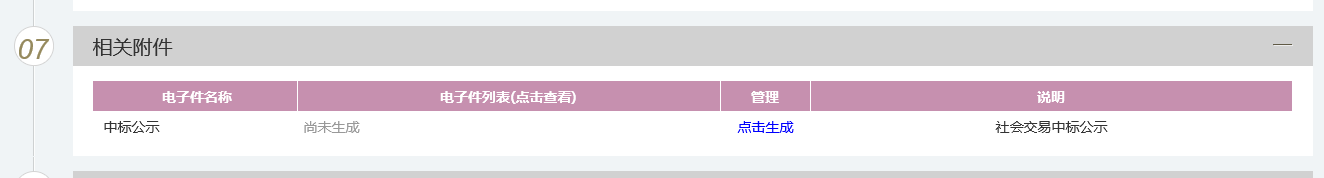 07
相关附件
电子件名称 电子件列表(点击查看) 管理 说明
中标公示 尚未生成 点击生成 社会交易中标公示